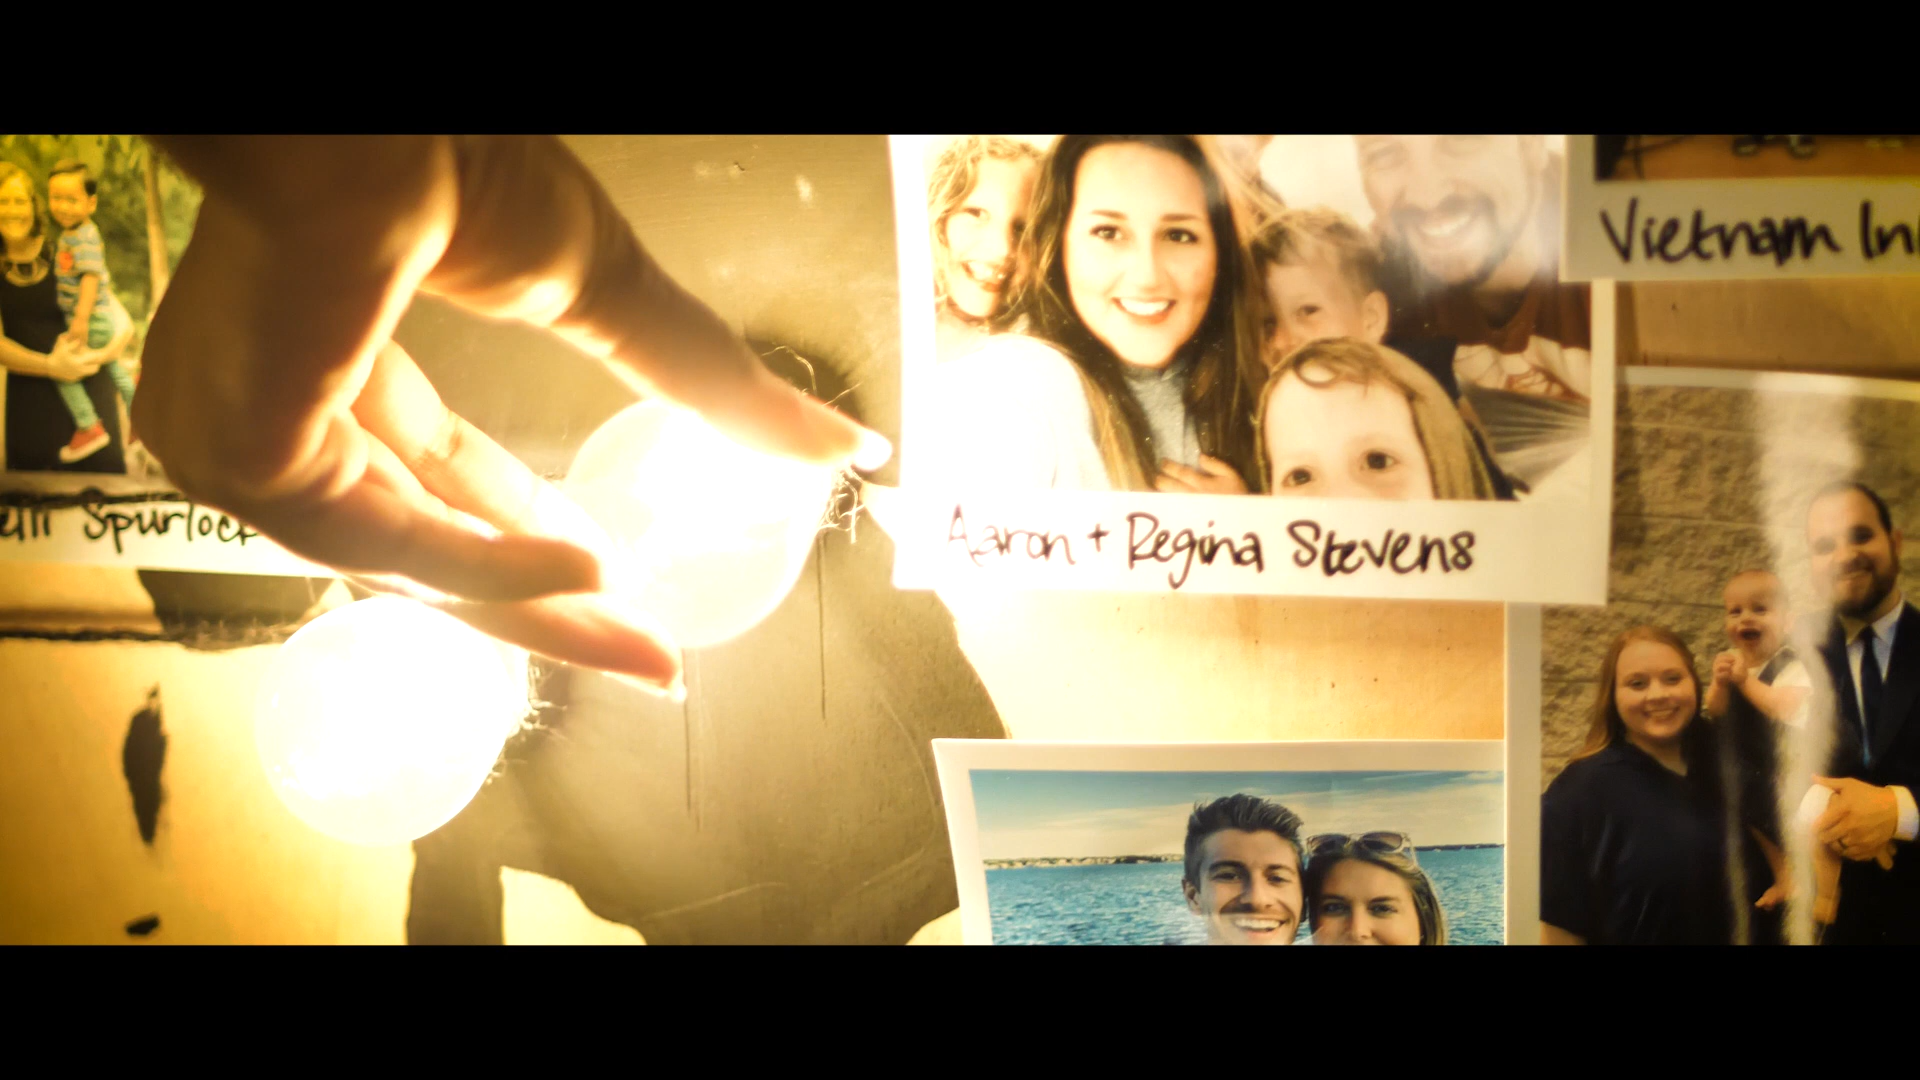 Vietnam
Spurlock
Aaron + Regina Stevens